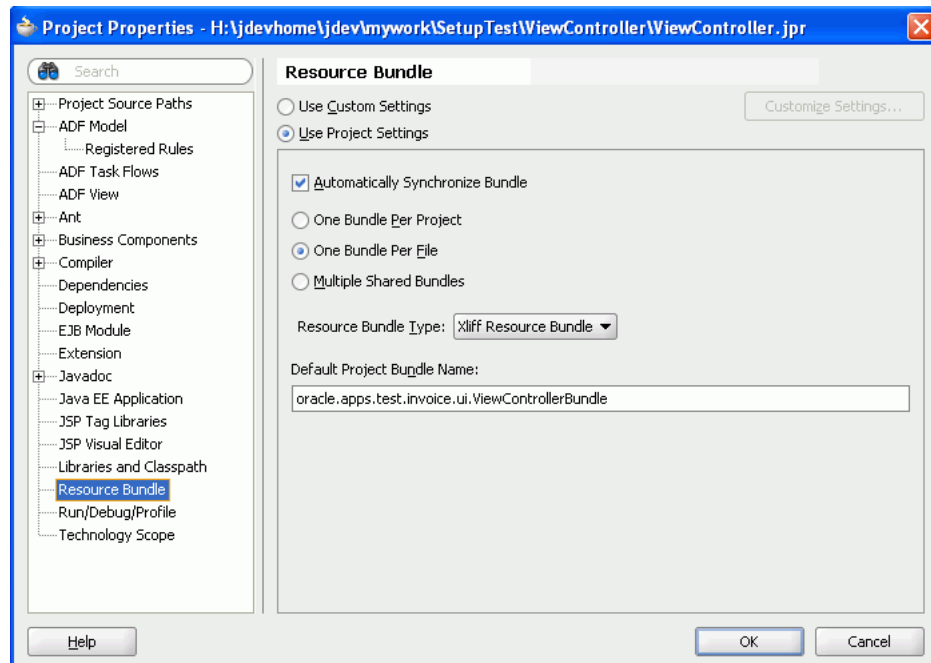 Project Properties - H:\jdevhome\jdev\mywork\SetupTest\ViewController\ViewController.jpr
Search
Project Source Paths
ADF Model
Registered Rules
ADF Task Flows
ADF View
Ant
Business Components
Compiler
Dependencies
Deployment
EJB Module
Extension
Javadoc
Java EE Application
JSP Tag Libraries
JSP Visual Editor
Libraries and Classpath
Resource Bundle
Run/Debug/Profile
Technology Scope
Resource Bundle
Use Custom Settings
Customize Settings...
Use Project Settings
Automatically Synchronize Bundle
One Bundle Per Project
One Bundle Per File
Multiple Shared Bundles
Resource Bundle Type: Xliff Resource Bundle
Default Project Bundle Name:
oracle.apps.test.invoice.ui.ViewControllerBundle
Help
OK
Cancel